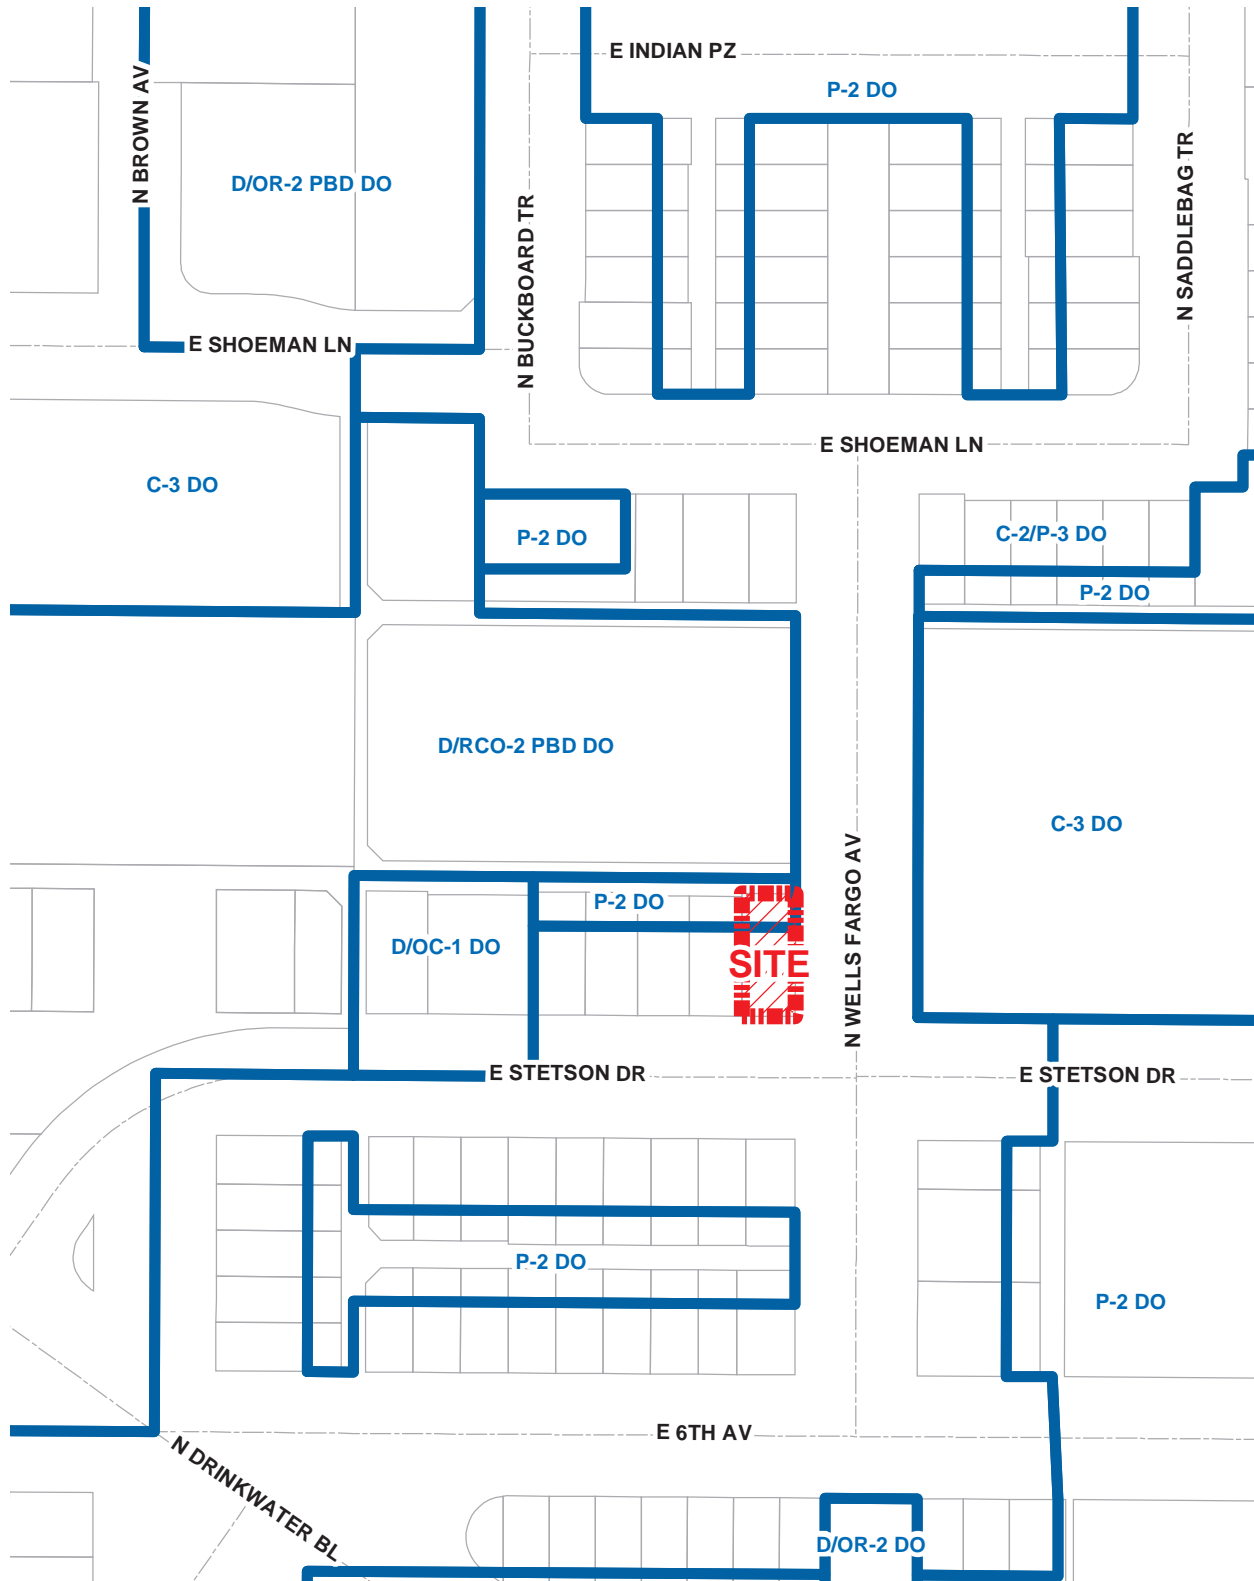 E INDIAN PZ
P-2 DO
N BROWN AV
D/OR-2 PBD DO
N BUCKBOARD TR
N SADDLEBAG TR
E SHOEMAN LN
E SHOEMAN LN
C-3 DO
P-2 DO
C-2/P-3 DO
P-2 DO
D/RCO-2 PBD DO
C-3 DO
N WELLS FARGO AV
P-2 DO
D/OC-1 DO
SITE
E STETSON DR
E STETSON DR
P-2 DO
P-2 DO
E 6TH AV
N DRINKWATER BL
D/OR-2 DO